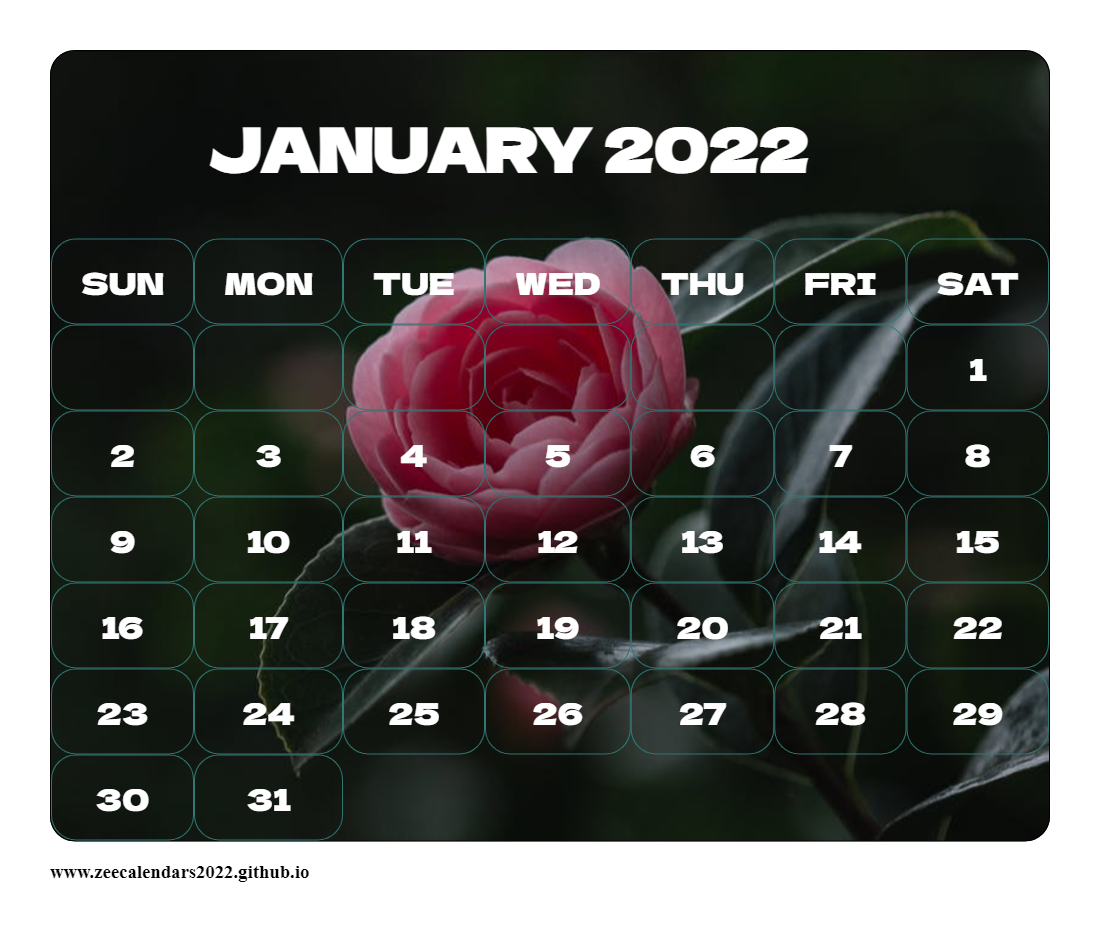 JANUARY 2022
SUN MON TUE WED THU FRI SAT
1
2 3 4 5 6 7 8
9 10 11 12 13 14 15
16 17 18 19 20 21 22
23 24 25 26 27 28 29
30 31
www.zeecalendars2022.github.io